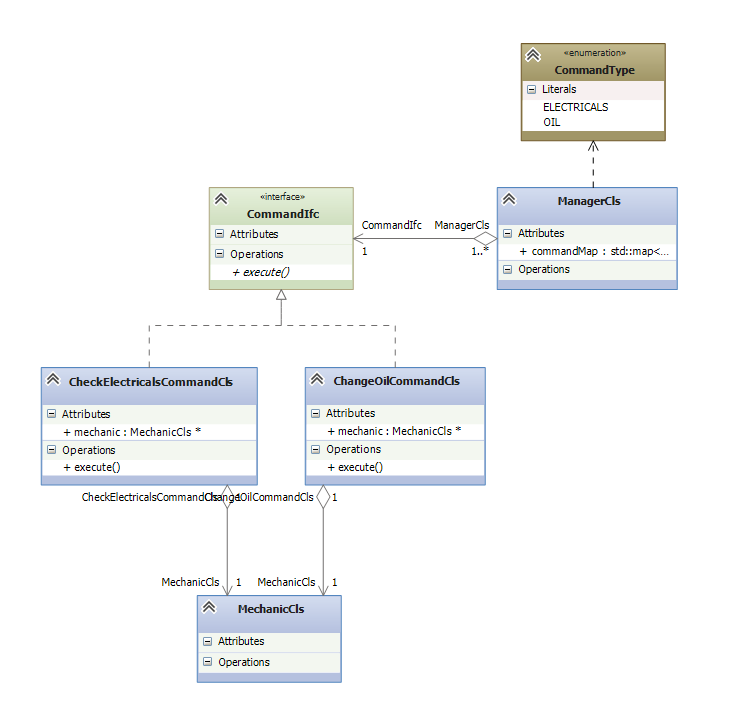 «enumeration»
CommandType
Literals
ELECTRICALS
OIL
«interface»
CommandIfc
Attributes
Operations
+ execute()
CommandIfc
1
ManagerCls
1..*
ManagerCls
Attributes
+ commandMap : std::map<...
Operations
CheckElectricalsCommandCls
Attributes
+ mechanic : MechanicCls *
Operations
+ execute()
ChangeOilCommandCls
Attributes
+ mechanic : MechanicCls *
Operations
+ execute()
CheckElectricalsCommandCls
1
ChangeOilCommandCls
1
MechanicCls
1
MechanicCls
1
MechanicCls
Attributes
Operations